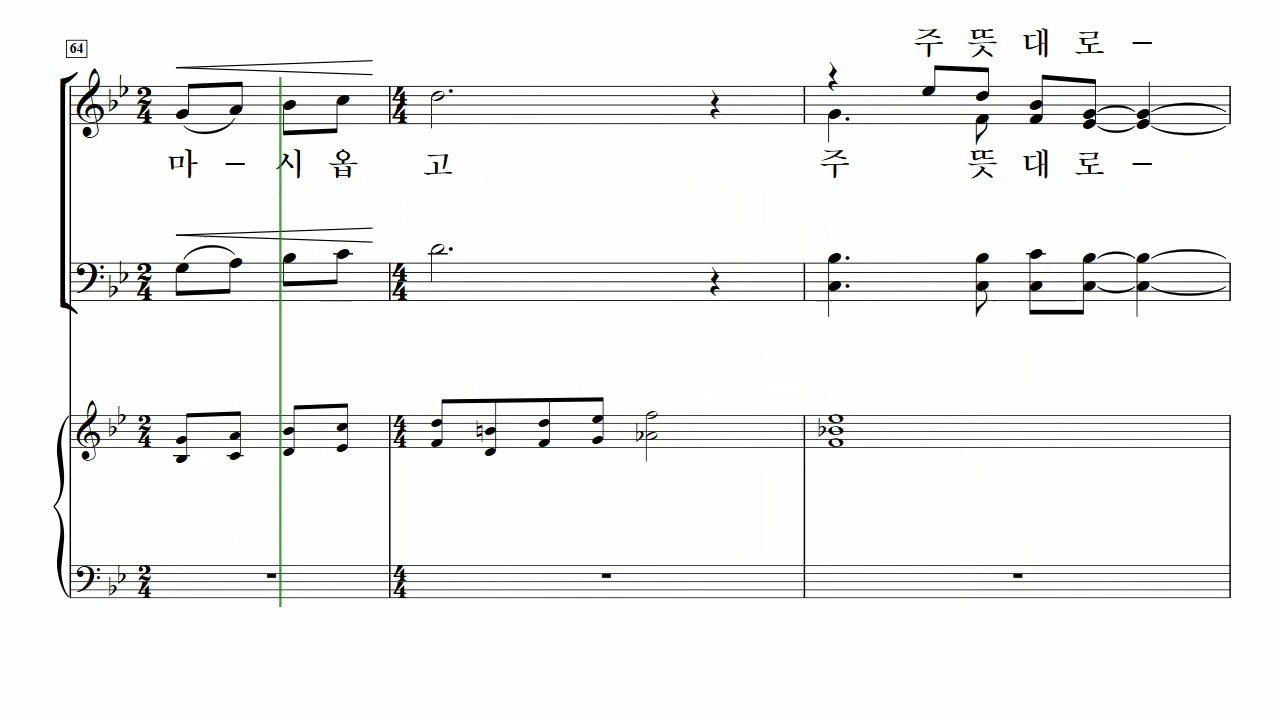 64
주 뜻 대 로 –
마 – 시 옵 고 주 뜻 대 로 –